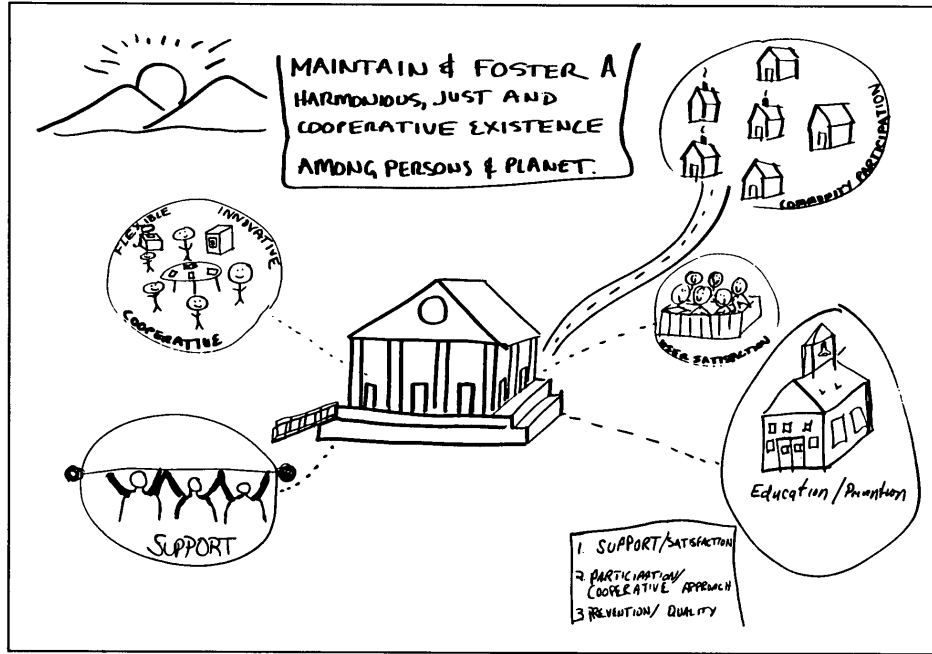 MAINTAIN & FOSTER A
HARMONIOUS, JUST AND
COOPERATIVE EXISTENCE
AMONG PERSONS & PLANET.
COMMUNITY PARTICIPATION
FLEXIBLE INNOVATIVE
COOPERATIVE
USER SATISFACTION
Education / Prevention
SUPPORT
1. SUPPORT/SATISFACTION
2. PARTICIPATION/
COOPERATIVE APPROACH
3 PREVENTION/ QUALITY